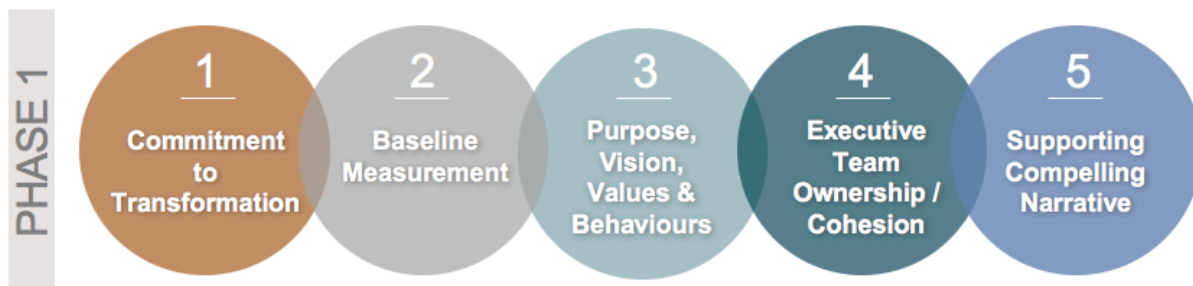 PHASE 1
1
Commitment
to
Transformation
2
Baseline
Measurement
3
Purpose,
Vision,
Values &
Behaviours
4
Executive
Team
Ownership /
Cohesion
5
Supporting
Compelling
Narrative